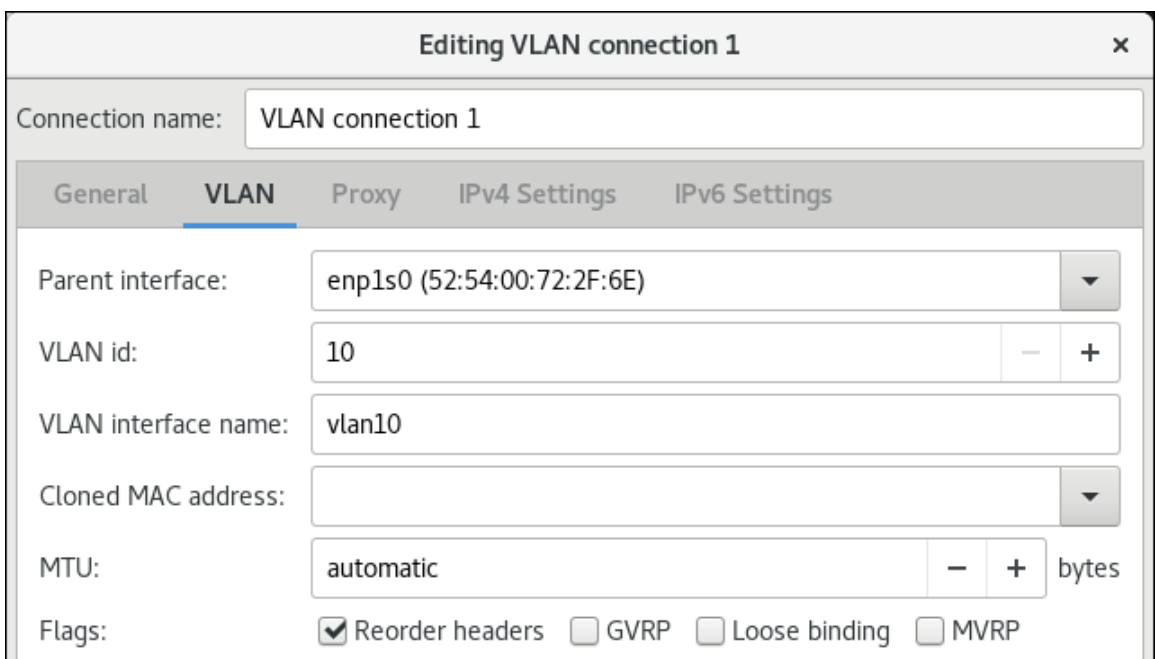 Editing VLAN connection 1 ×
Connection name: VLAN connection 1
General VLAN Proxy IPv4 Settings IPv6 Settings
Parent interface: enp1s0 (52:54:00:72:2F:6E)
VLAN id: 10 − +
VLAN interface name: vlan10
Cloned MAC address:
MTU: automatic − + bytes
Flags: Reorder headers GVRP Loose binding MVRP